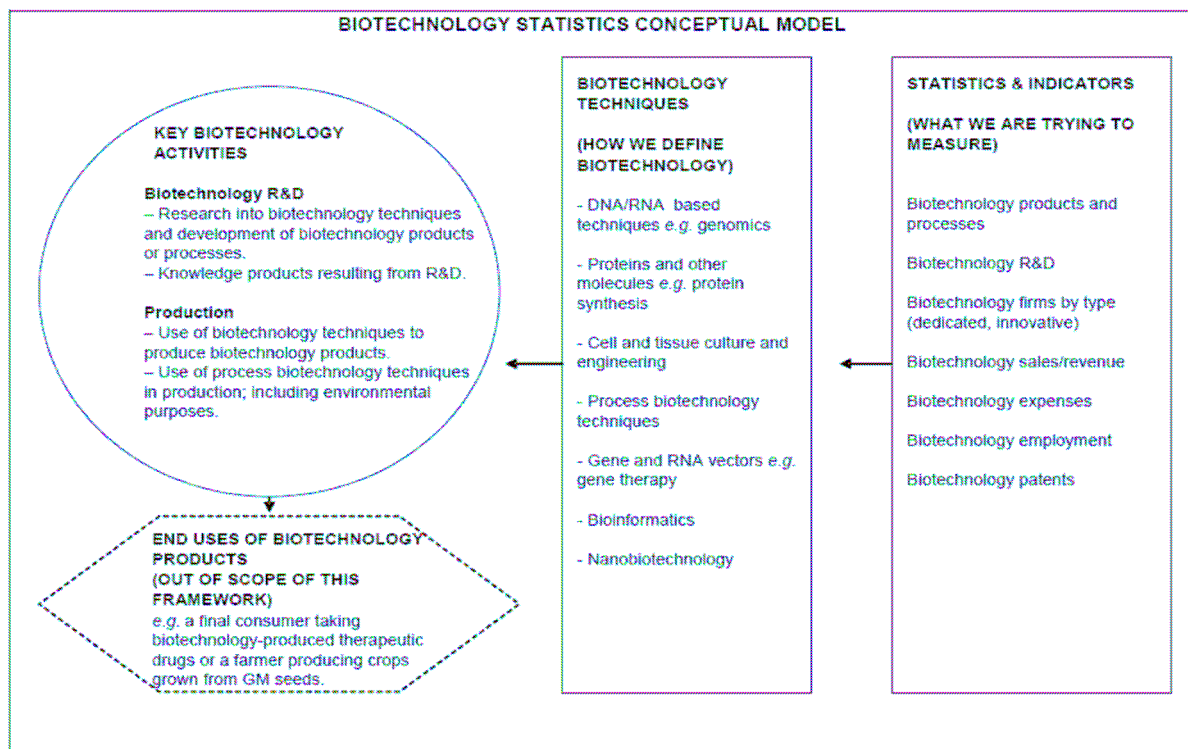 BIOTECHNOLOGY STATISTICS CONCEPTUAL MODEL
KEY BIOTECHNOLOGY
ACTIVITIES
Biotechnology R&D
– Research into biotechnology techniques
and development of biotechnology products
or processes.
– Knowledge products resulting from R&D.
Production
– Use of biotechnology techniques to
produce biotechnology products.
– Use of process biotechnology techniques
in production; including environmental
purposes.
END USES OF BIOTECHNOLOGY
PRODUCTS
(OUT OF SCOPE OF THIS
FRAMEWORK)
e.g. a final consumer taking
biotechnology-produced therapeutic
drugs or a farmer producing crops
grown from GM seeds.
BIOTECHNOLOGY
TECHNIQUES
(HOW WE DEFINE
BIOTECHNOLOGY)
- DNA/RNA based
techniques e.g. genomics
- Proteins and other
molecules e.g. protein
synthesis
- Cell and tissue culture and
engineering
- Process biotechnology
techniques
- Gene and RNA vectors e.g.
gene therapy
- Bioinformatics
- Nanobiotechnology
STATISTICS & INDICATORS
(WHAT WE ARE TRYING TO
MEASURE)
Biotechnology products and
processes
Biotechnology R&D
Biotechnology firms by type
(dedicated, innovative)
Biotechnology sales/revenue
Biotechnology expenses
Biotechnology employment
Biotechnology patents